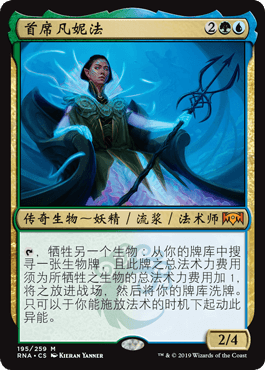 首席凡妮法 2
传奇生物～妖精／流浆／法术师
，牺牲另一个生物：从你的牌库中搜
寻一张生物牌，且此牌之总法术力费用
须为所牺牲之生物的总法术力费用加1，
将之放进战场，然后将你的牌库洗牌。
只可以于你能施放法术的时机下起动此
异能。
195/259 M
RNA • CS KIERAN YANNER
2/4
™ & © 2019 Wizards of the Coast